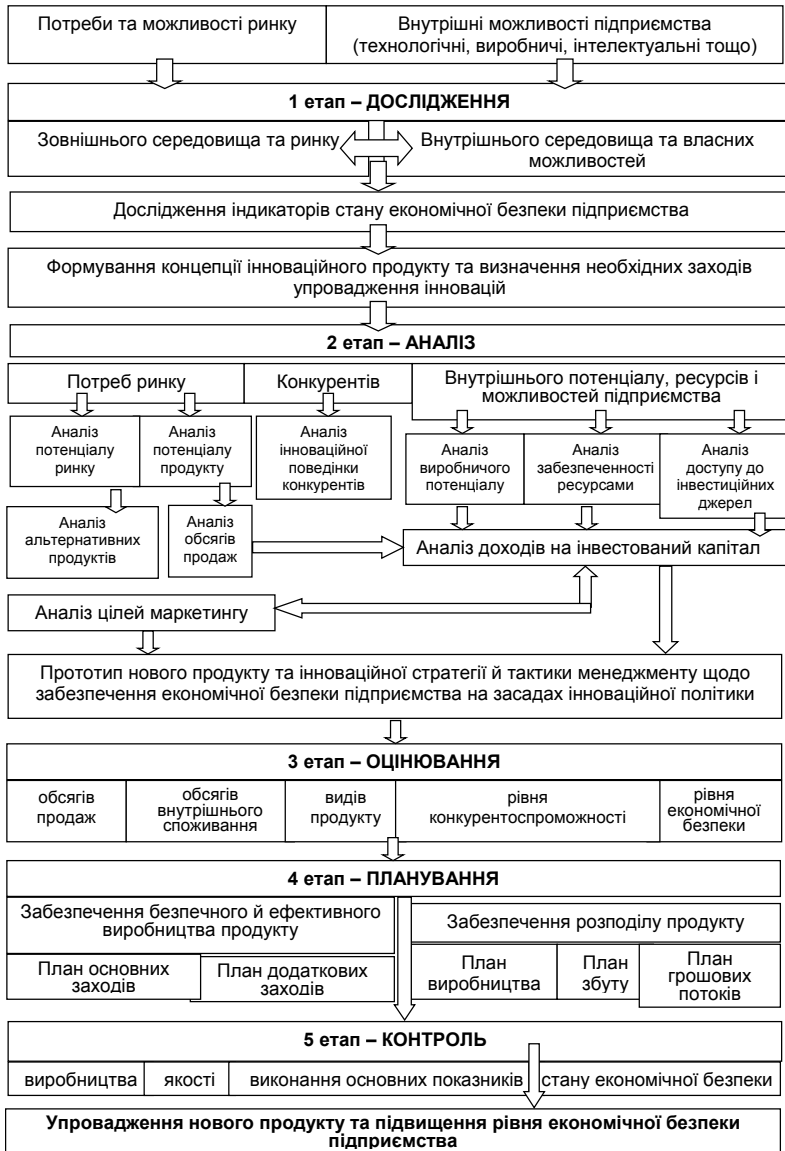 Потреби та можливості ринку
Внутрішні можливості підприємства
(технологічні, виробничі, інтелектуальні тощо)
1 етап – ДОСЛІДЖЕННЯ
Зовнішнього середовища та ринку
Внутрішнього середовища та власних
можливостей
Дослідження індикаторів стану економічної безпеки підприємства
Формування концепції інноваційного продукту та визначення необхідних заходів
упровадження інновацій
2 етап – АНАЛІЗ
Потреб ринку
Конкурентів
Внутрішнього потенціалу, ресурсів і
можливостей підприємства
Аналіз
потенціалу
ринку
Аналіз
потенціалу
продукту
Аналіз
інноваційної
поведінки
конкурентів
Аналіз
виробничого
потенціалу
Аналіз
забезпеченності
ресурсами
Аналіз
доступу до
інвестиційних
джерел
Аналіз
альтернативних
продуктів
Аналіз
обсягів
продаж
Аналіз доходів на інвестований капітал
Аналіз цілей маркетингу
Прототип нового продукту та інноваційної стратегії й тактики менеджменту щодо
забезпечення економічної безпеки підприємства на засадах інноваційної політики
3 етап – ОЦІНЮВАННЯ
обсягів
продаж
обсягів
внутрішнього
споживання
видів
продукту
рівня
конкурентоспроможності
рівня
економічної
безпеки
4 етап – ПЛАНУВАННЯ
Забезпечення безпечного й ефективного
виробництва продукту
Забезпечення розподілу продукту
План основних
заходів
План додаткових
заходів
План
виробництва
План
збуту
План
грошових
потоків
5 етап – КОНТРОЛЬ
виробництва
якості
виконання основних показників
стану економічної безпеки
Упровадження нового продукту та підвищення рівня економічної безпеки
підприємства